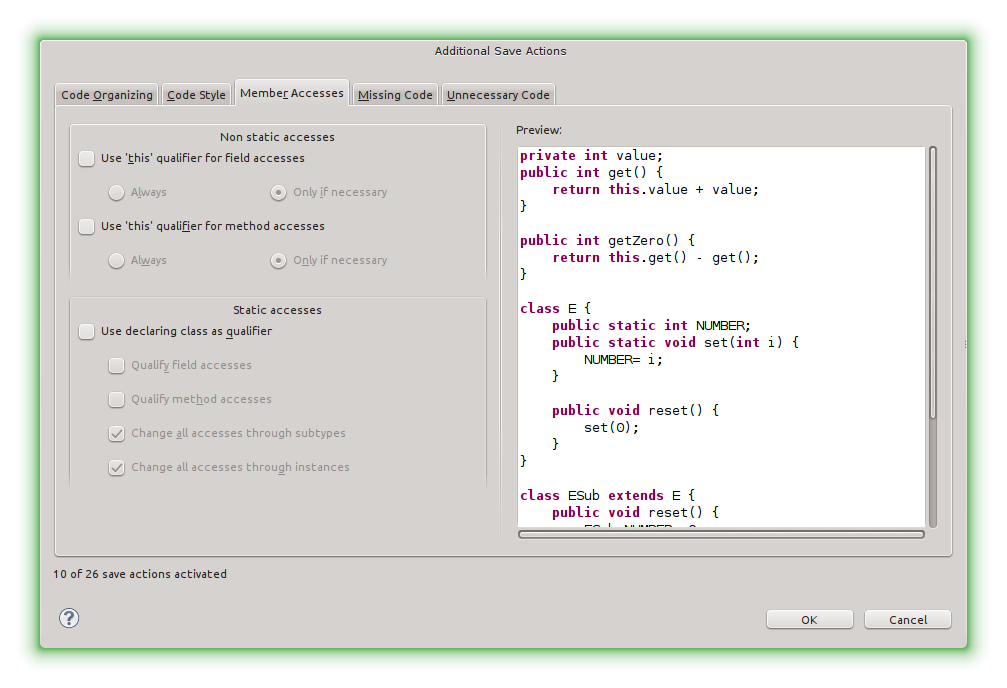 Additional Save Actions
Code Organizing
Code Style
Member Accesses
Missing Code
Unnecessary Code
Non static accesses
Use 'this' qualifier for field accesses
Always
Only if necessary
Use 'this' qualifier for method accesses
Always
Only if necessary
Static accesses
Use declaring class as qualifier
Qualify field accesses
Qualify method accesses
Change all accesses through subtypes
Change all accesses through instances
Preview:
private int value;
public int get() {
    return this.value + value;
}
public int getZero() {
    return this.get() - get();
}
class E {
    public static int NUMBER;
    public static void set(int i) {
        NUMBER= i;
    }
    public void reset() {
        set(0);
    }
}
class ESub extends E {
    public void reset() {
10 of 26 save actions activated
?
OK
Cancel